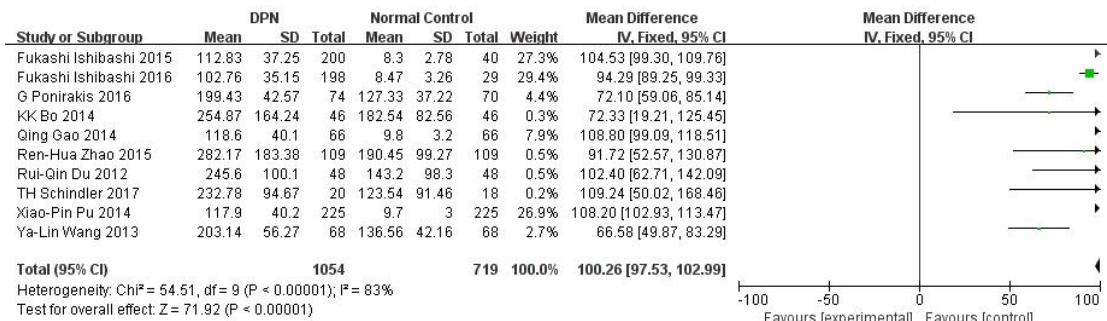 DPN Normal Control Mean Difference Mean Difference
Study or Subgroup Mean SD Total Mean SD Total Weight IV, Fixed, 95% CI IV, Fixed, 95% CI
Fukashi Ishibashi 2015 112.83 37.25 200 8.3 2.78 40 27.3% 104.53 [99.30, 109.76]
Fukashi Ishibashi 2016 102.76 35.15 198 8.47 3.26 29 29.4% 94.29 [89.25, 99.33]
G Ponirakis 2016 199.43 42.57 74 127.33 37.22 70 4.4% 72.10 [59.06, 85.14]
KK Bo 2014 254.87 164.24 46 182.54 82.56 46 0.3% 72.33 [19.21, 125.45]
Qing Gao 2014 118.6 40.1 66 9.8 3.2 66 7.9% 108.80 [99.09, 118.51]
Ren-Hua Zhao 2015 282.17 183.38 109 190.45 99.27 109 0.5% 91.72 [52.57, 130.87]
Rui-Qin Du 2012 245.6 100.1 48 143.2 98.3 48 0.5% 102.40 [62.71, 142.09]
TH Schindler 2017 232.78 94.67 20 123.54 91.46 18 0.2% 109.24 [50.02, 168.46]
Xiao-Pin Pu 2014 117.9 40.2 225 9.7 3 225 26.9% 108.20 [102.93, 113.47]
Ya-Lin Wang 2013 203.14 56.27 68 136.56 42.16 68 2.7% 66.58 [49.87, 83.29]
Total (95% CI) 1054 719 100.0% 100.26 [97.53, 102.99]
Heterogeneity: Chi² = 54.51, df = 9 (P < 0.00001); I² = 83%
Test for overall effect: Z = 71.92 (P < 0.00001)
-100 -50 0 50 100
Favours [experimental] Favours [control]